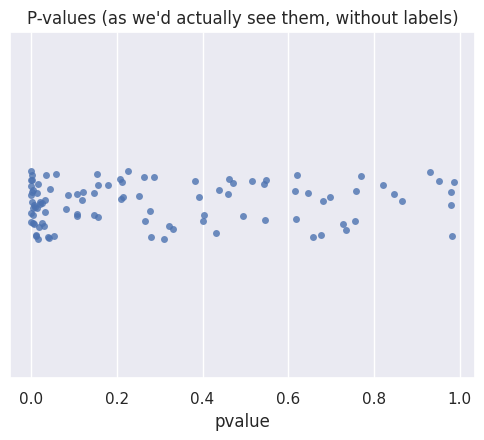 P-values (as we'd actually see them, without labels)
0.0 0.2 0.4 0.6 0.8 1.0
pvalue